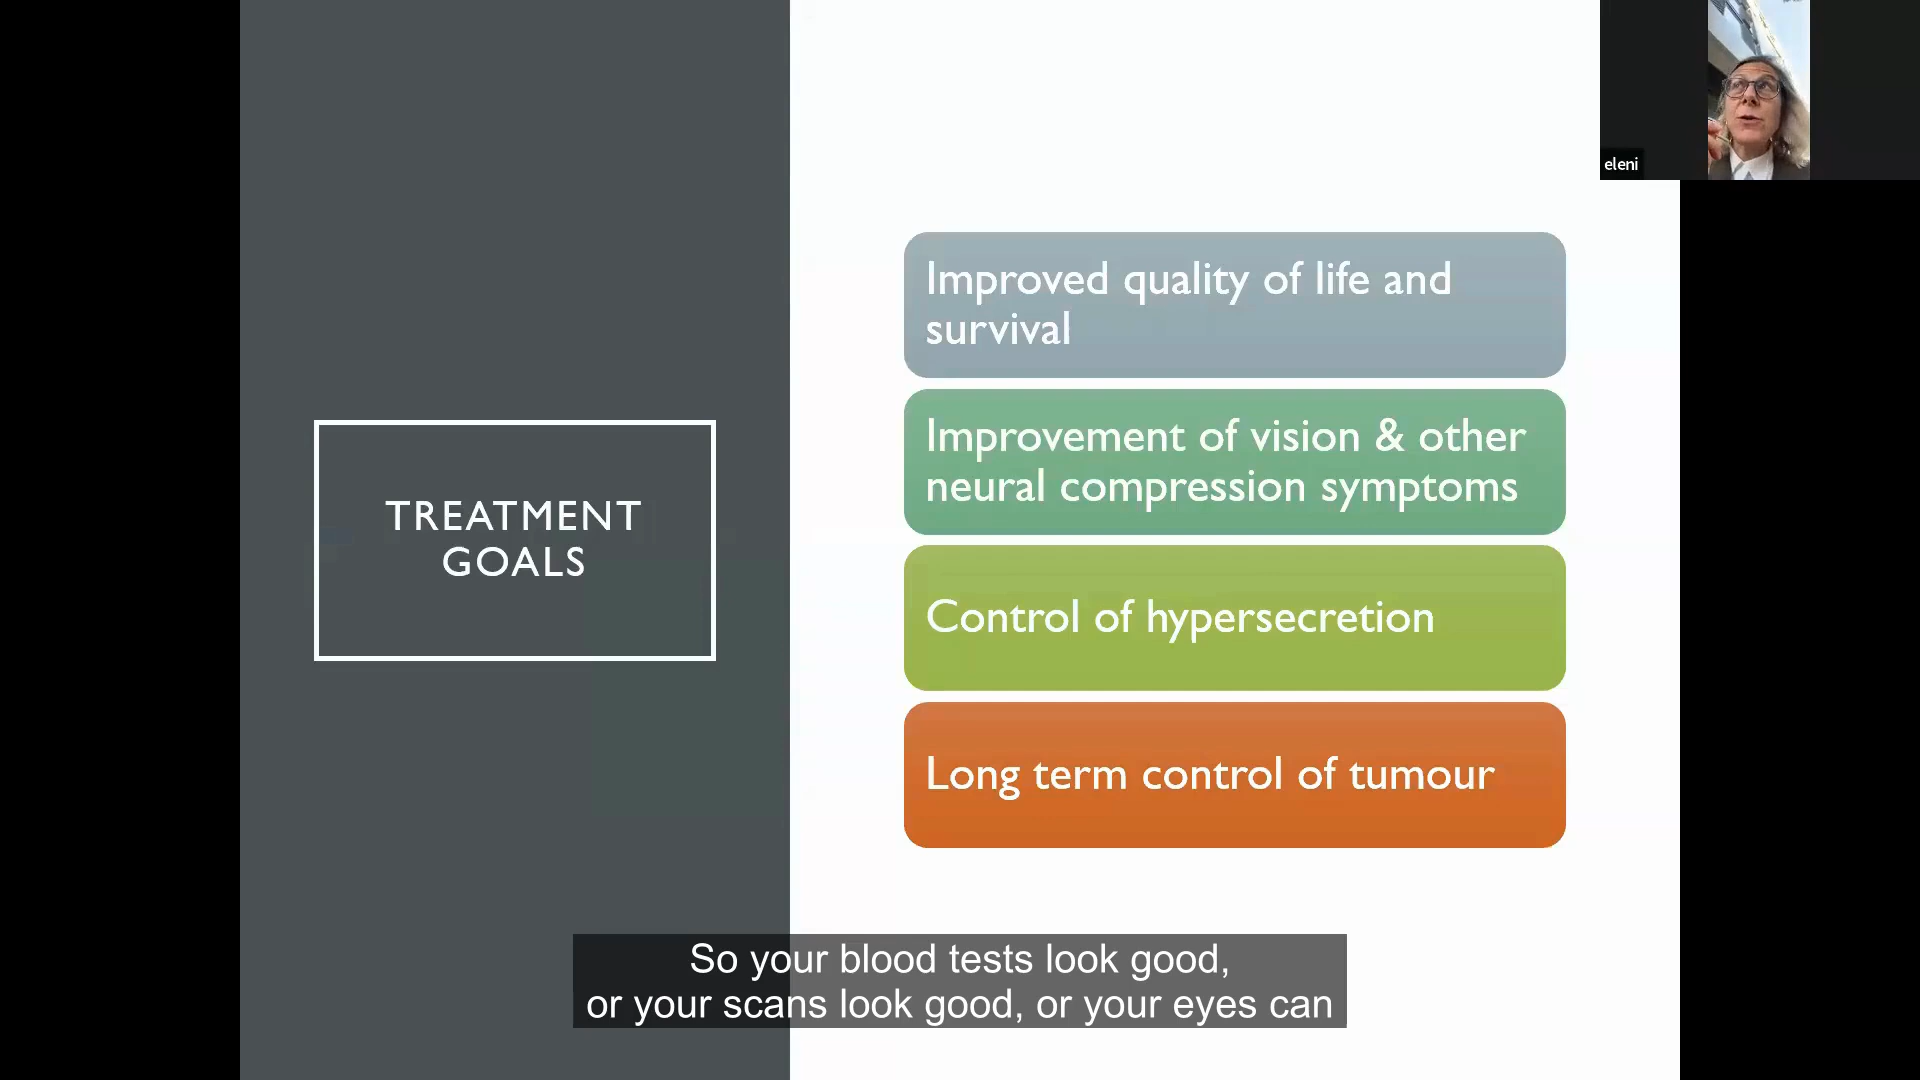 eleni
TREATMENT
GOALS
Improved quality of life and
survival
Improvement of vision & other
neural compression symptoms
Control of hypersecretion
Long term control of tumour
So your blood tests look good,
or your scans look good, or your eyes can